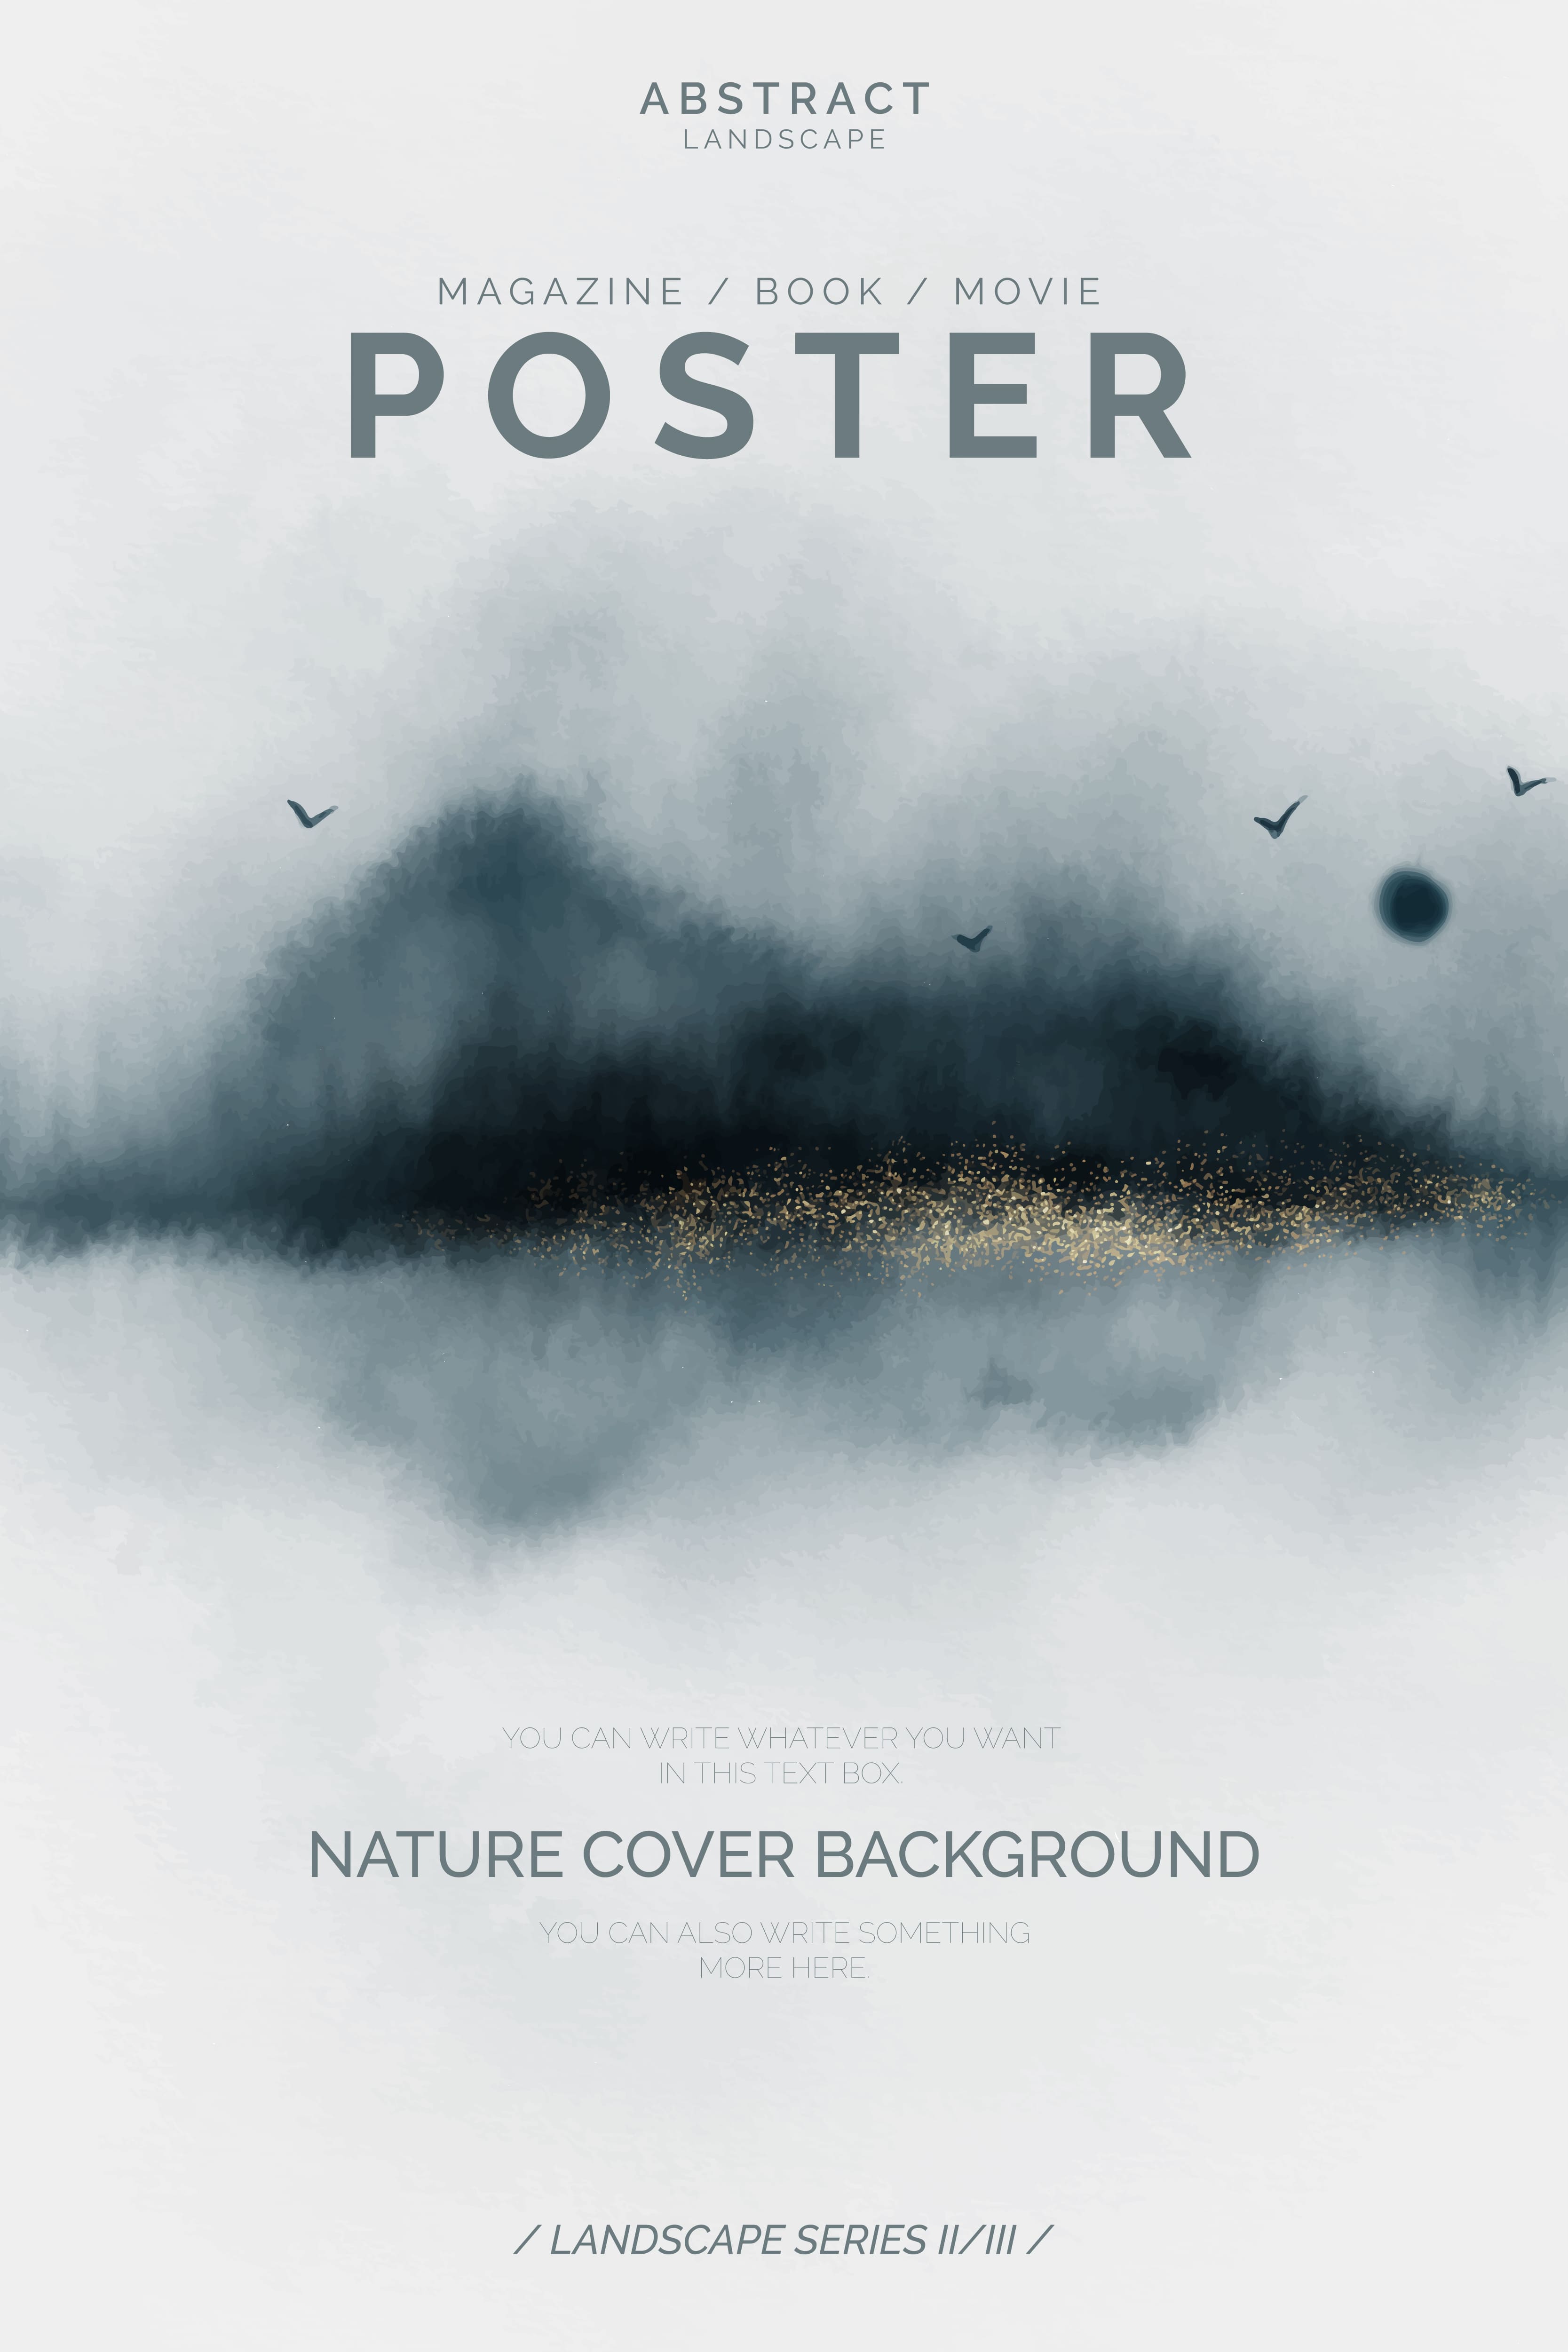 ABSTRACT
LANDSCAPE
MAGAZINE / BOOK / MOVIE
POSTER
YOU CAN WRITE WHATEVER YOU WANT
IN THIS TEXT BOX.
NATURE COVER BACKGROUND
YOU CAN ALSO WRITE SOMETHING
MORE HERE.
/ LANDSCAPE SERIES II/III /